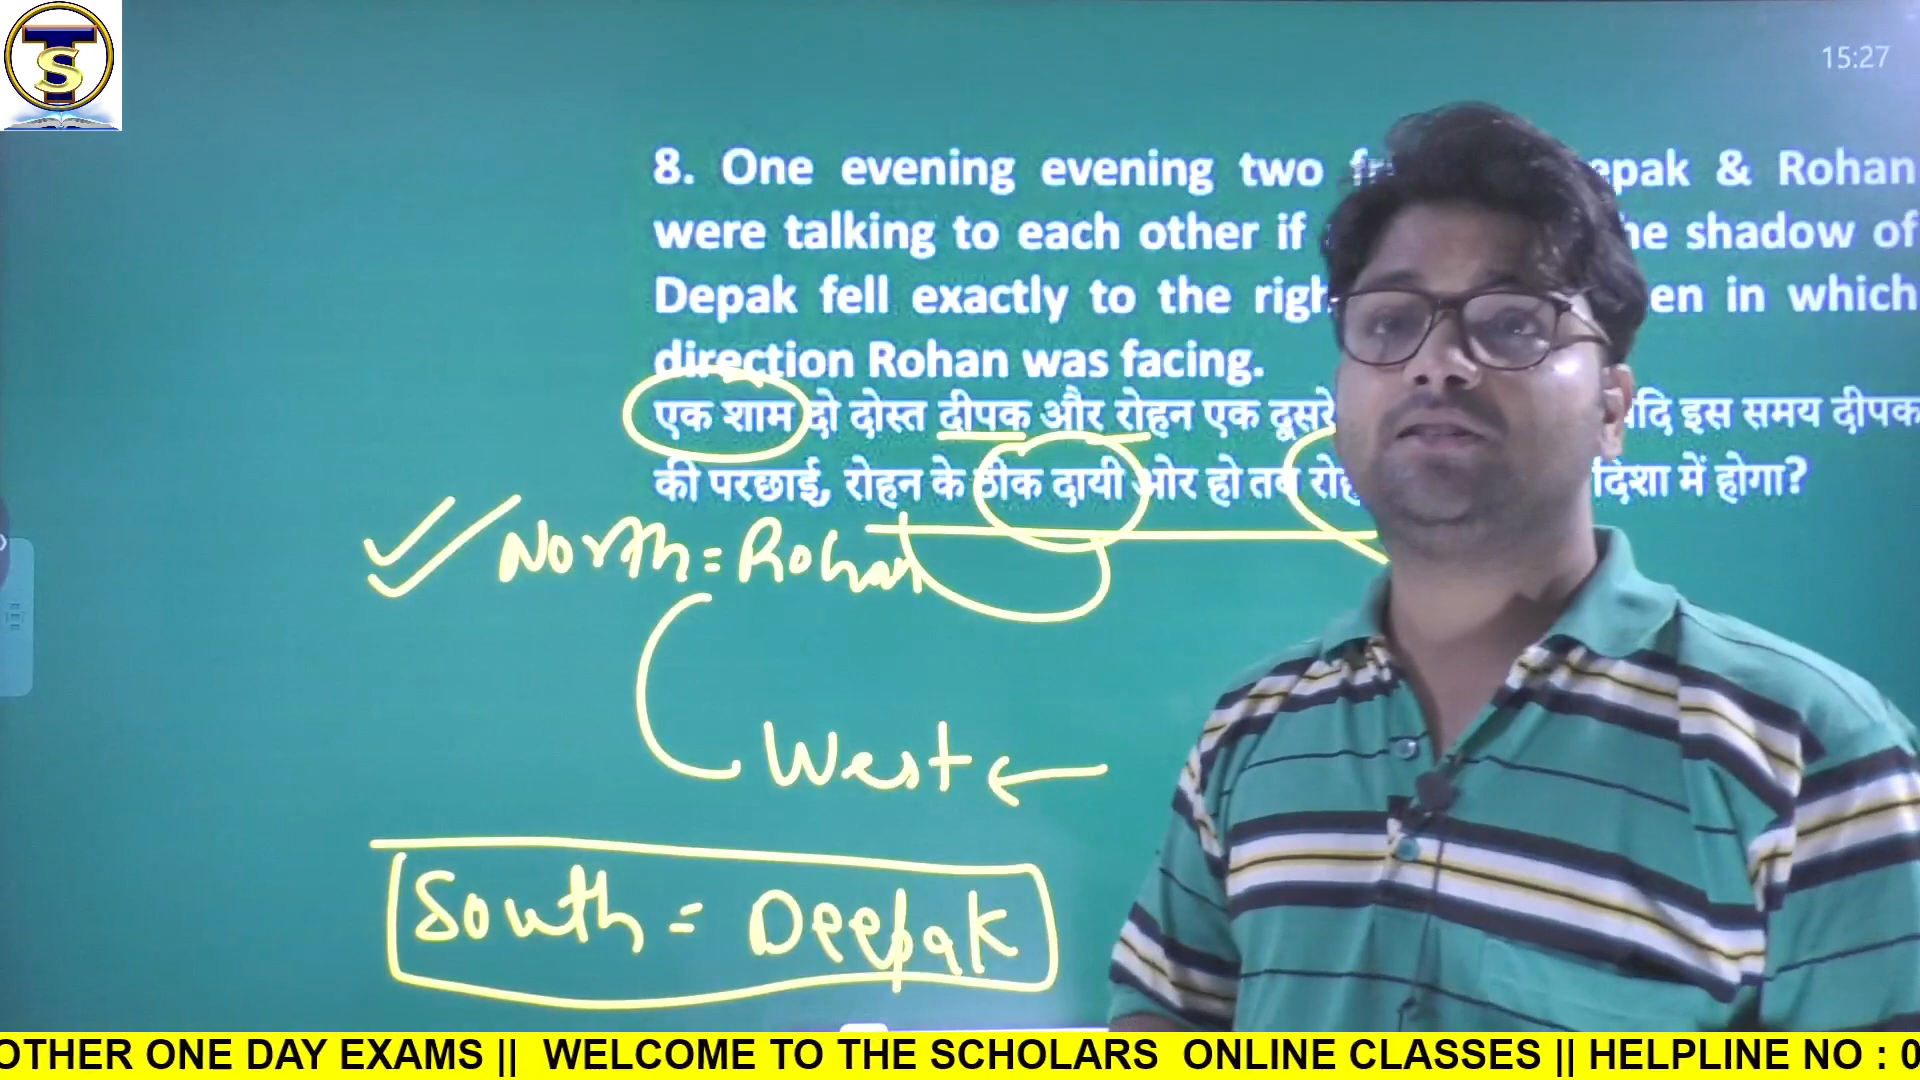 TS
15:27
8. One evening evening two epak & Rohan
were talking to each other if he shadow of
Depak fell exactly to the righ en in which
direction Rohan was facing.
एक शाम दो दोस्त दीपक और रोहन एक दूसरे यदि इस समय दीपक
की परछाई, रोहन के ठीक दायी ओर हो तब दिशा में होगा?
North = Rohan
West ←
South = Deepak
OTHER ONE DAY EXAMS || WELCOME TO THE SCHOLARS ONLINE CLASSES || HELPLINE NO : 0